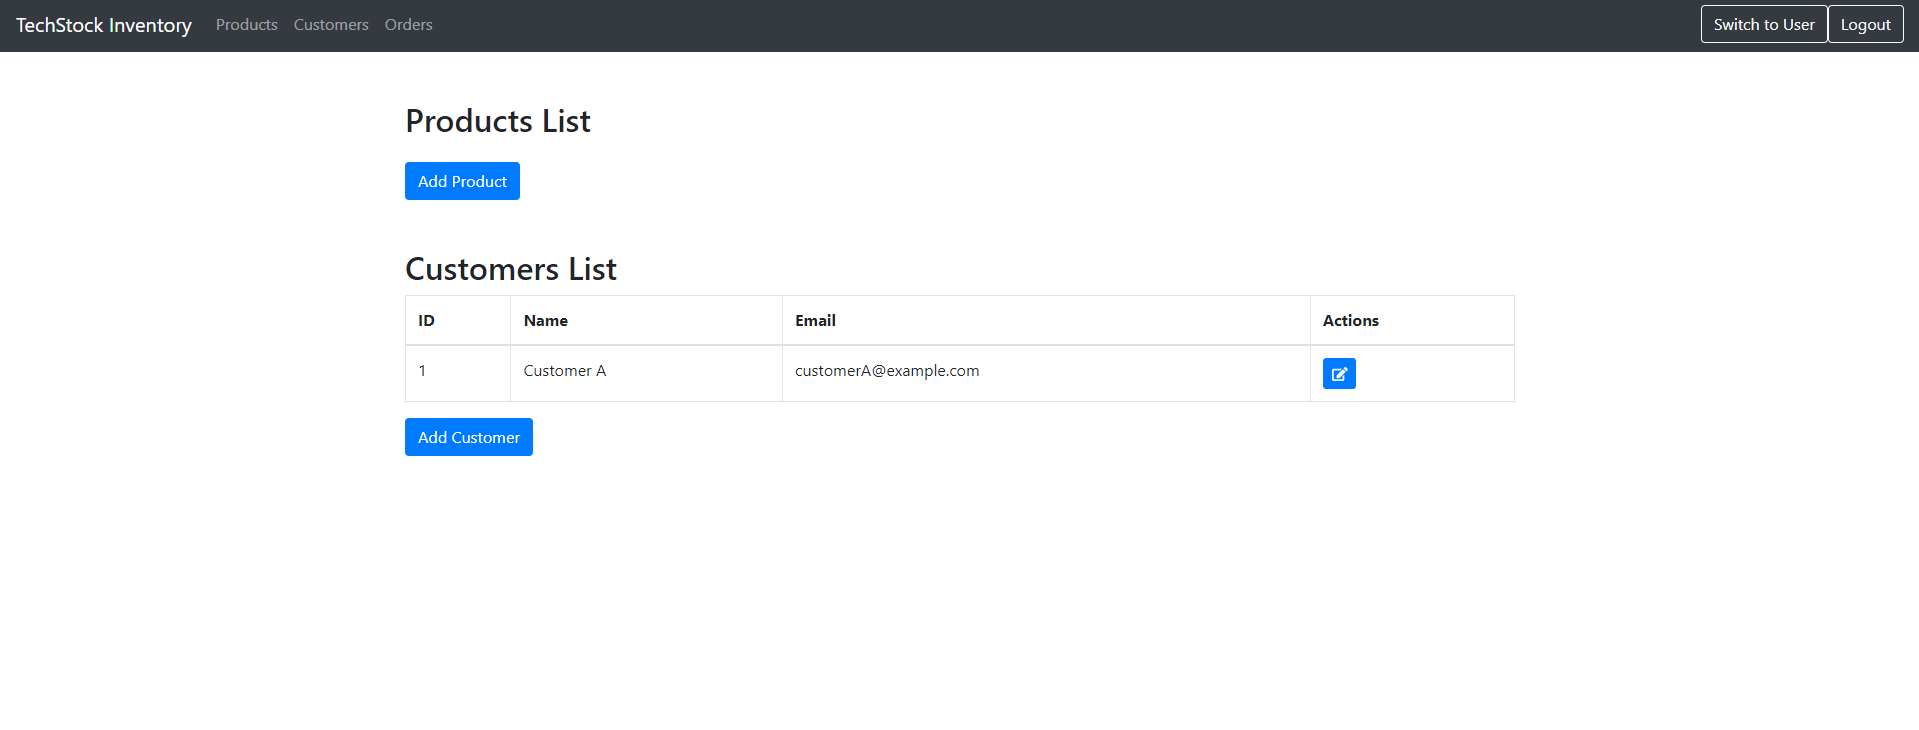 TechStock Inventory Products Customers Orders Switch to User Logout
Products List
Add Product
Customers List
ID Name Email Actions
1 Customer A customerA@example.com
Add Customer